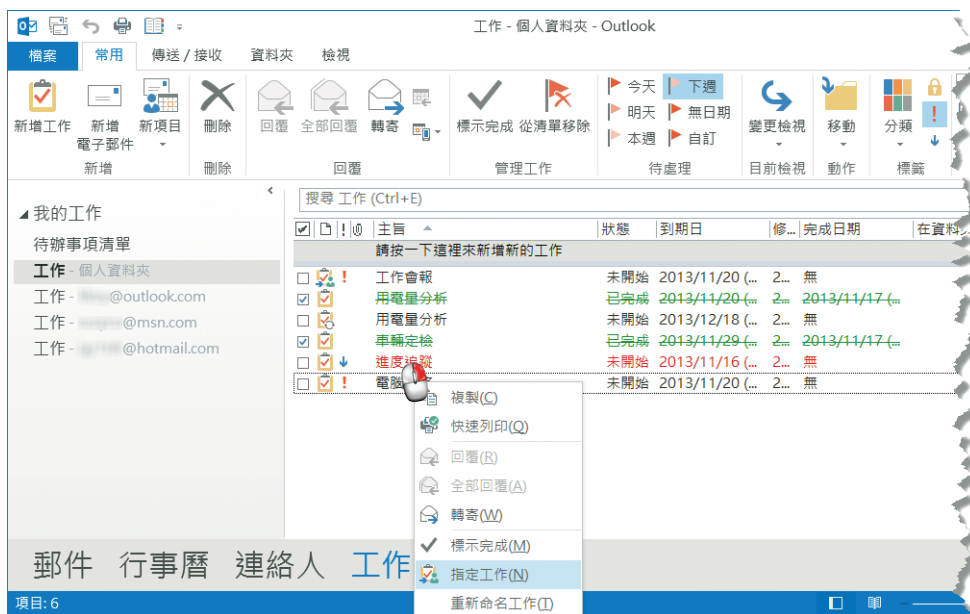 工作 - 個人資料夾 - Outlook
檔案 常用 傳送 / 接收 資料夾 檢視
新增工作 新增電子郵件 新項目 刪除 回覆 全部回覆 轉寄 標示完成 從清單移除 今天 下週 明天 無日期 本週 自訂 變更檢視 移動 分類
新增 刪除 回覆 管理工作 待處理 目前檢視 動作 標籤
搜尋 工作 (Ctrl+E)
我的工作
待辦事項清單
工作 - 個人資料夾
工作 - @outlook.com
工作 - @msn.com
工作 - @hotmail.com
主旨 狀態 到期日 修... 完成日期 在資料
請按一下這裡來新增新的工作
工作會報 未開始 2013/11/20 (... 2... 無
用電量分析 已完成 2013/11/20 (... 2... 2013/11/17 (...
用電量分析 未開始 2013/12/18 (... 2... 無
車輛定檢 已完成 2013/11/29 (... 2... 2013/11/17 (...
進度追蹤 未開始 2013/11/16 (... 2... 無
電腦 未開始 2013/11/20 (... 2... 無
複製(C)
快速列印(Q)
回覆(R)
全部回覆(A)
轉寄(W)
標示完成(M)
指定工作(N)
重新命名工作(T)
郵件 行事曆 連絡人 工作
項目: 6